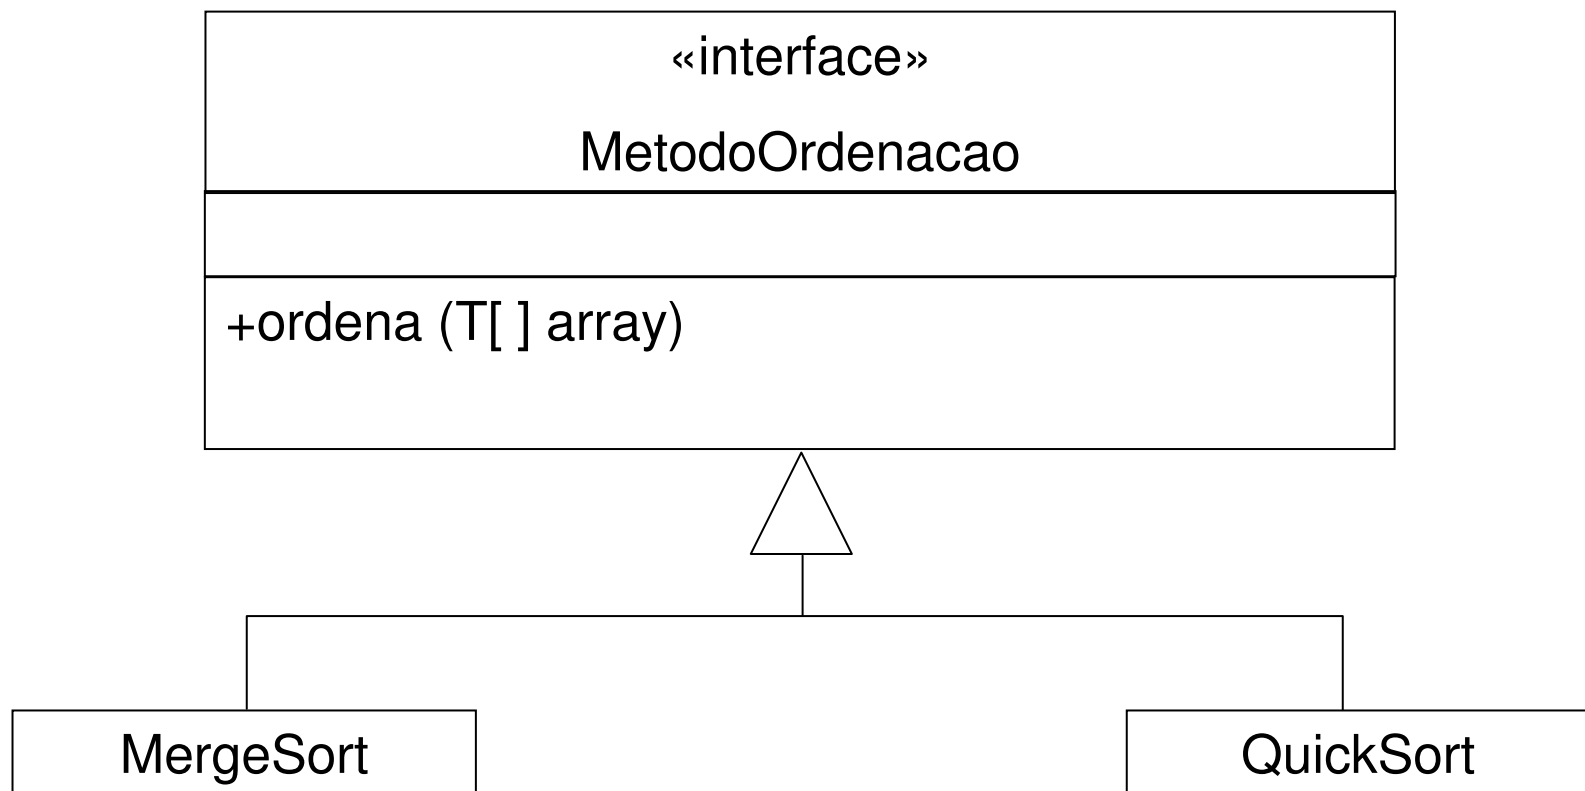 «interface»
MetodoOrdenacao
+ordena (T[ ] array)
MergeSort
QuickSort